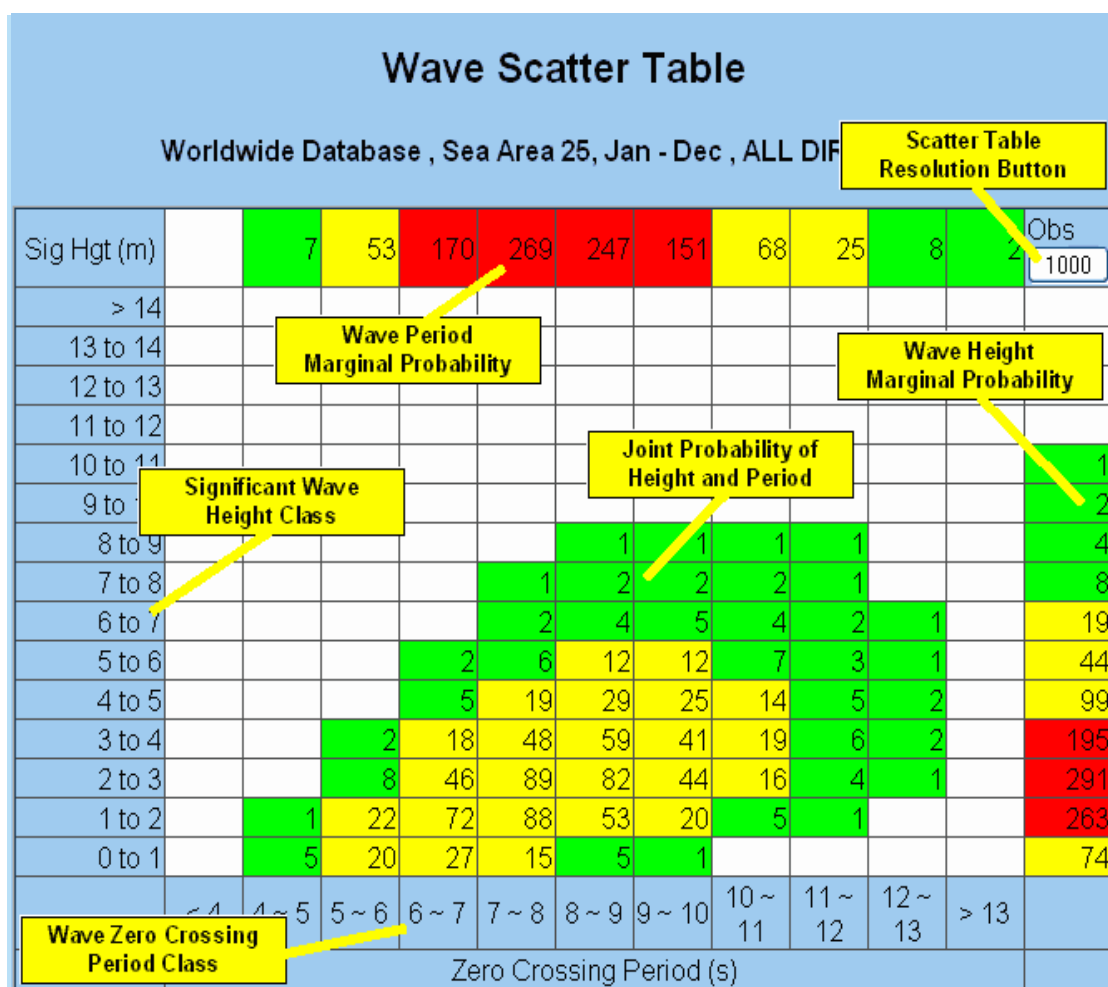 Wave Scatter Table
Worldwide Database , Sea Area 25, Jan - Dec , ALL
Scatter Table
Resolution Button
Sig Hgt (m) 7 53 170 269 247 151 68 25 8 2 Obs
1000
> 14
Wave Period
Marginal Probability
13 to 14
Wave Height
Marginal Probability
12 to 13
11 to 12
Joint Probability of
Height and Period
10 to 11 1
Significant Wave
Height Class
9 to 2
8 to 9 1 1 1 1 4
7 to 8 1 2 2 2 1 8
6 to 7 2 4 5 4 2 1 19
5 to 6 2 6 12 12 7 3 1 44
4 to 5 5 19 29 25 14 5 2 99
3 to 4 2 18 48 59 41 19 6 2 195
2 to 3 8 46 89 82 44 16 4 1 291
1 to 2 1 22 72 88 53 20 5 1 263
0 to 1 5 20 27 15 5 1 74
< 4 4 ~ 5 5 ~ 6 6 ~ 7 7 ~ 8 8 ~ 9 9 ~ 10 10 ~ 11 11 ~ 12 12 ~ 13 > 13
Wave Zero Crossing
Period Class
Zero Crossing Period (s)